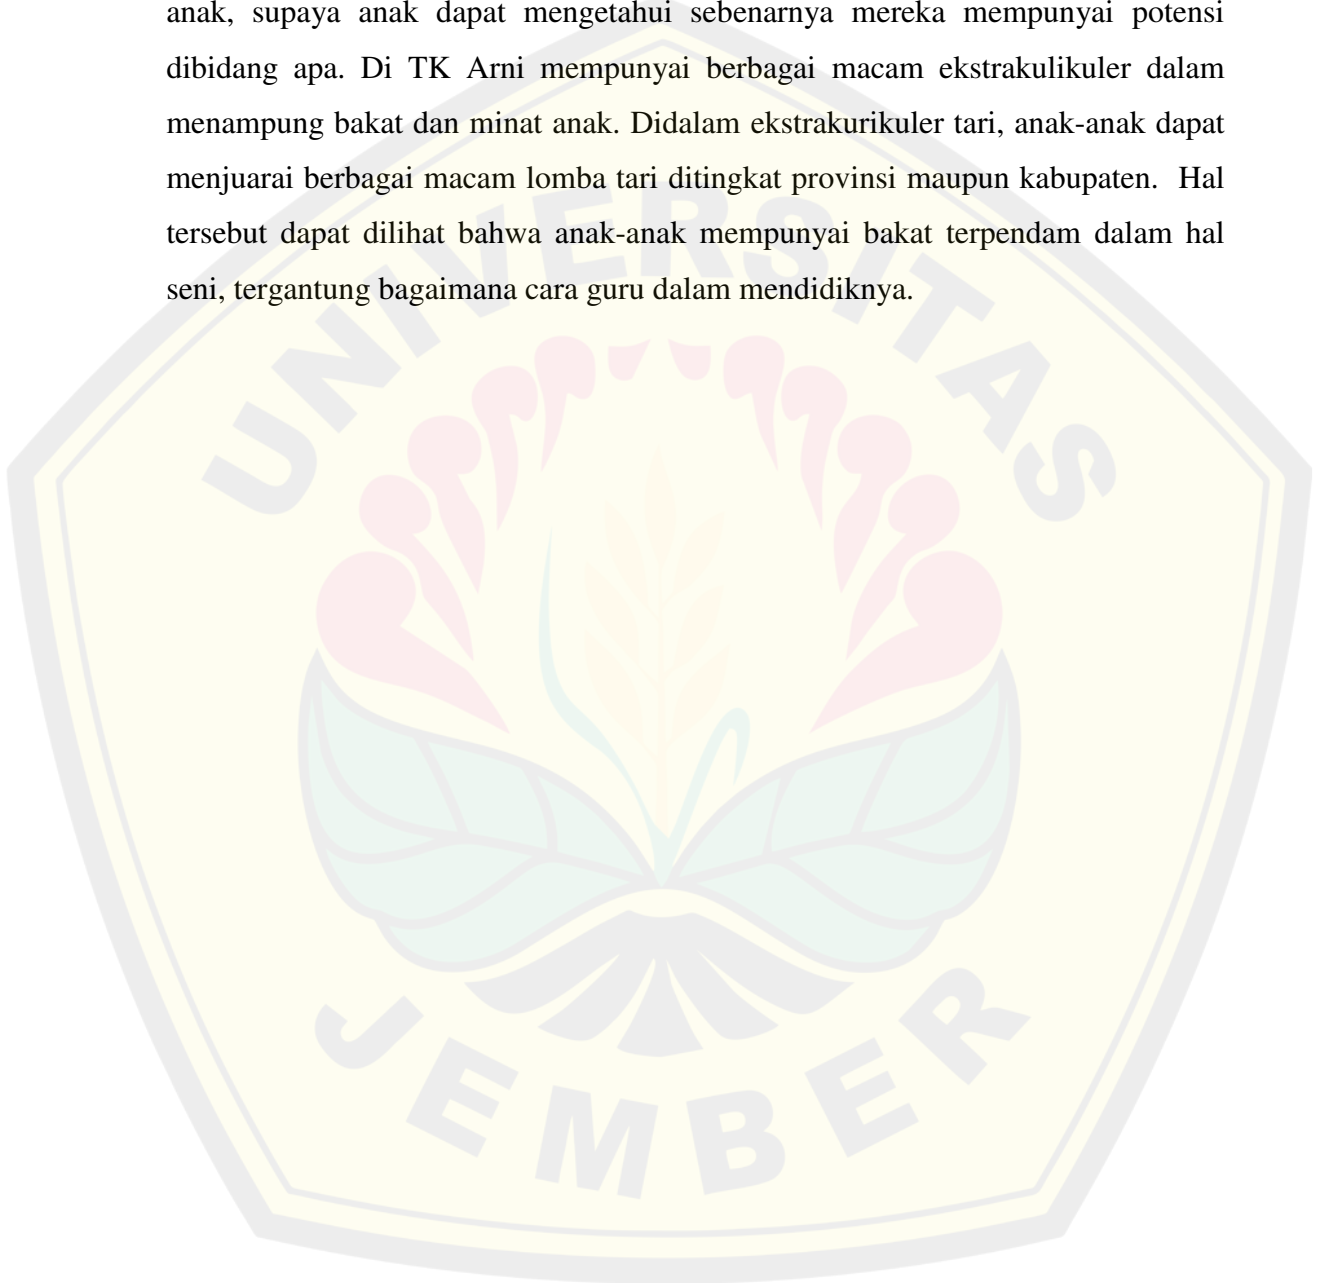 anak, supaya anak dapat mengetahui sebenarnya mereka mempunyai potensi
dibidang apa. Di TK Arni mempunyai berbagai macam ekstrakulikuler dalam
menampung bakat dan minat anak. Didalam ekstrakurikuler tari, anak-anak dapat
menjuarai berbagai macam lomba tari ditingkat provinsi maupun kabupaten. Hal
tersebut dapat dilihat bahwa anak-anak mempunyai bakat terpendam dalam hal
seni, tergantung bagaimana cara guru dalam mendidiknya.
UNIVERSITAS
JEMBER